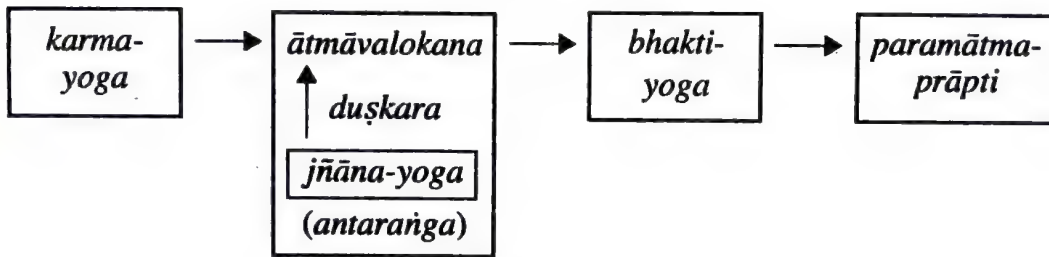 karma-
yoga
ātmāvalokana
duṣkara
jñāna-yoga
(antaraṅga)
bhakti-
yoga
paramātma-
prāpti